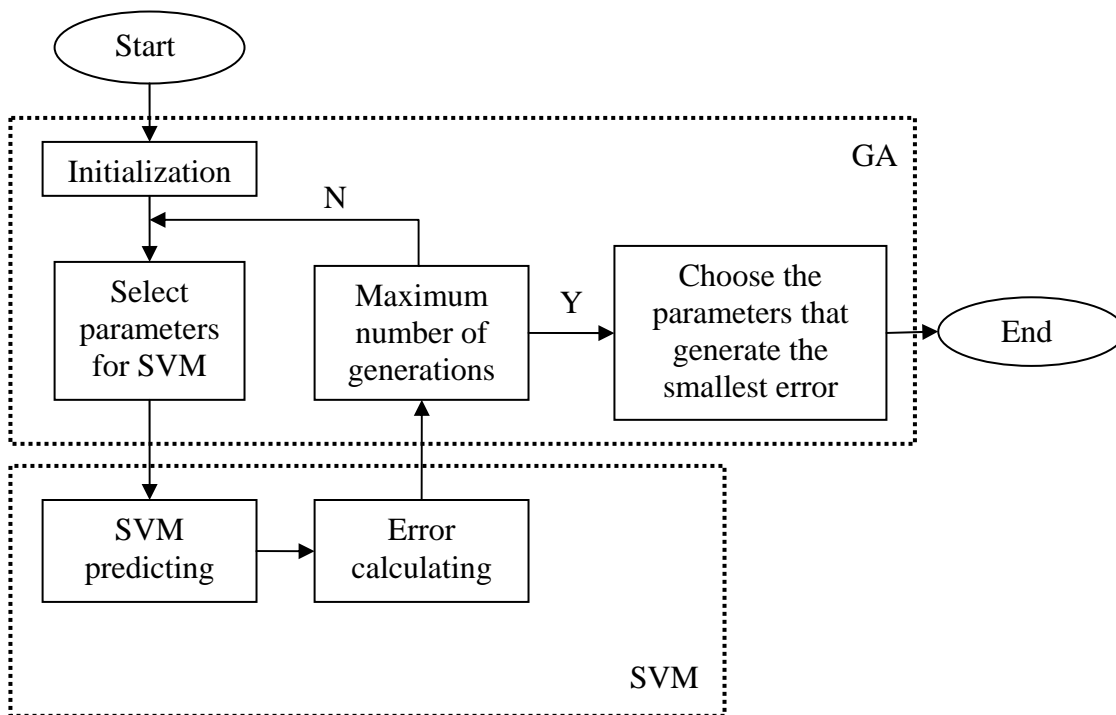 Start
GA
Initialization
N
Select
parameters
for SVM
Maximum
number of
generations
Y
Choose the
parameters that
generate the
smallest error
End
SVM
predicting
Error
calculating
SVM